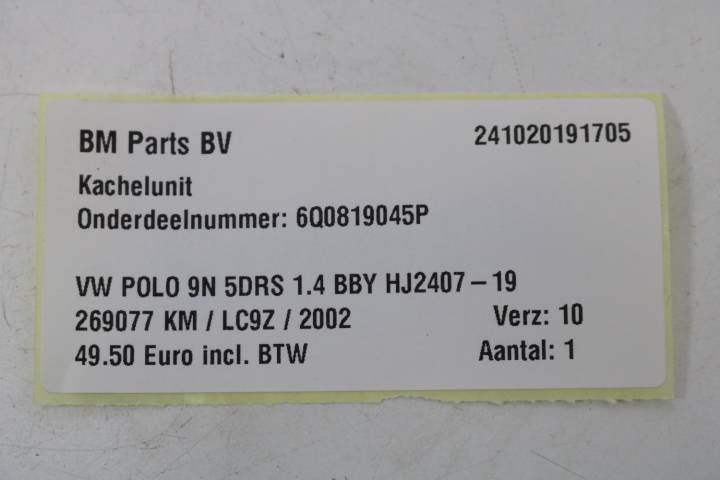 BM Parts BV 241020191705
Kachelunit
Onderdeelnummer: 6Q0819045P
VW POLO 9N 5DRS 1.4 BBY HJ2407-19
269077 KM / LC9Z / 2002 Verz: 10
49.50 Euro incl. BTW Aantal: 1